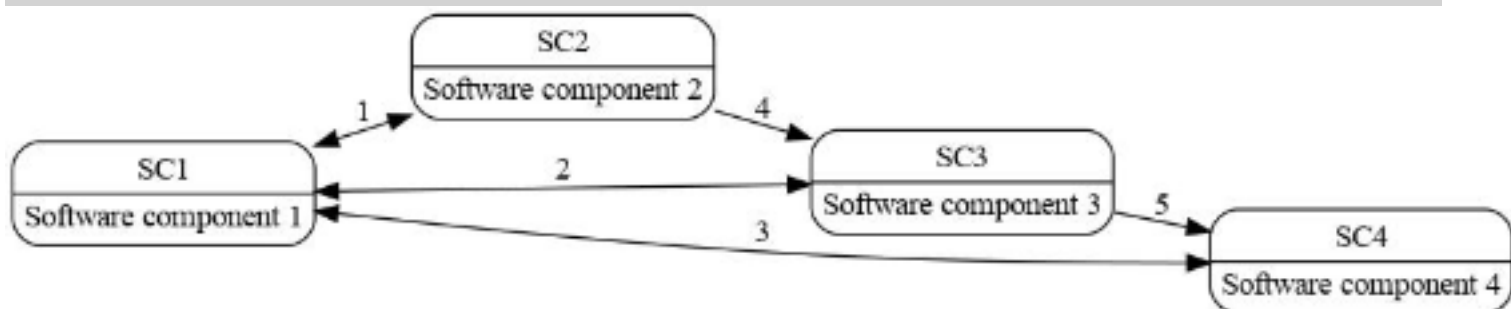 SC2
Software component 2
1
4
SC1
Software component 1
2
SC3
Software component 3
3
5
SC4
Software component 4